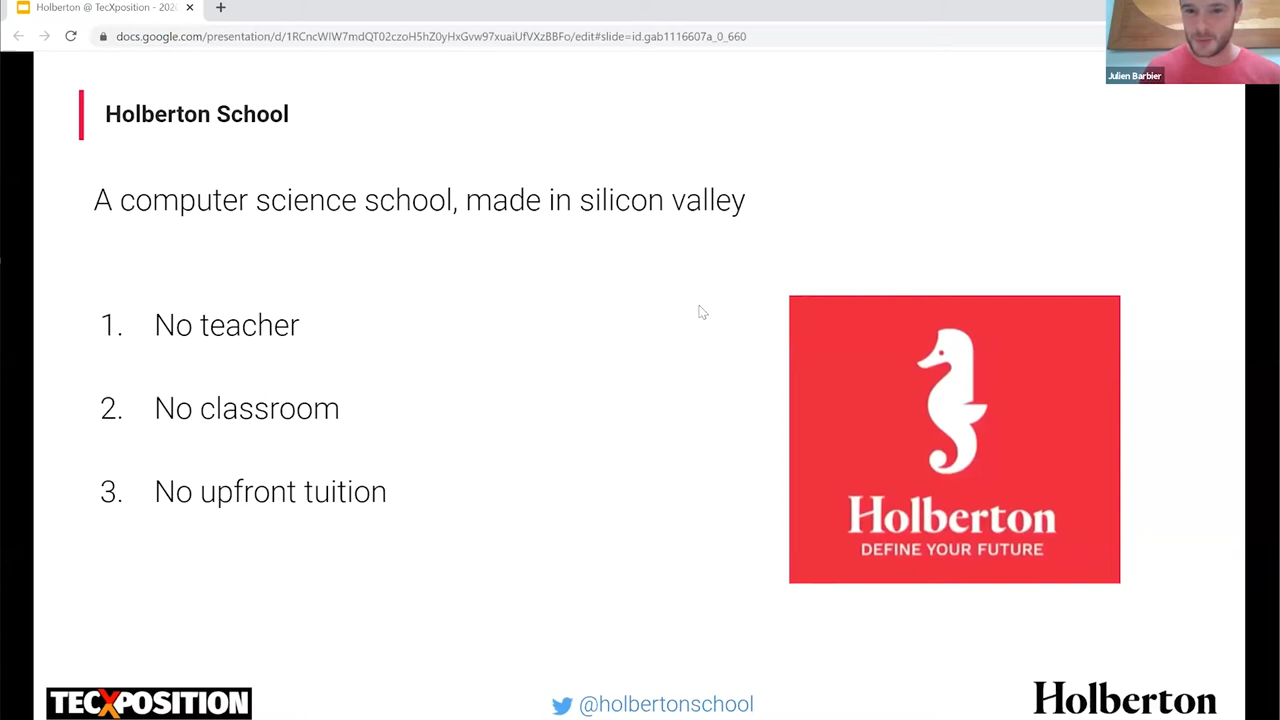 Holberton @ TecXposition - 202
docs.google.com/presentation/d/1RCncWlW7mdQT02czoH5hZ0yHxGvw97xuaiUfVXzBBFo/edit#slide=id.gab1116607a_0_660
Julien Barbier
Holberton School
A computer science school, made in silicon valley
1. No teacher
2. No classroom
3. No upfront tuition
Holberton
DEFINE YOUR FUTURE
TECXPOSITION
@holbertonschool
Holberton